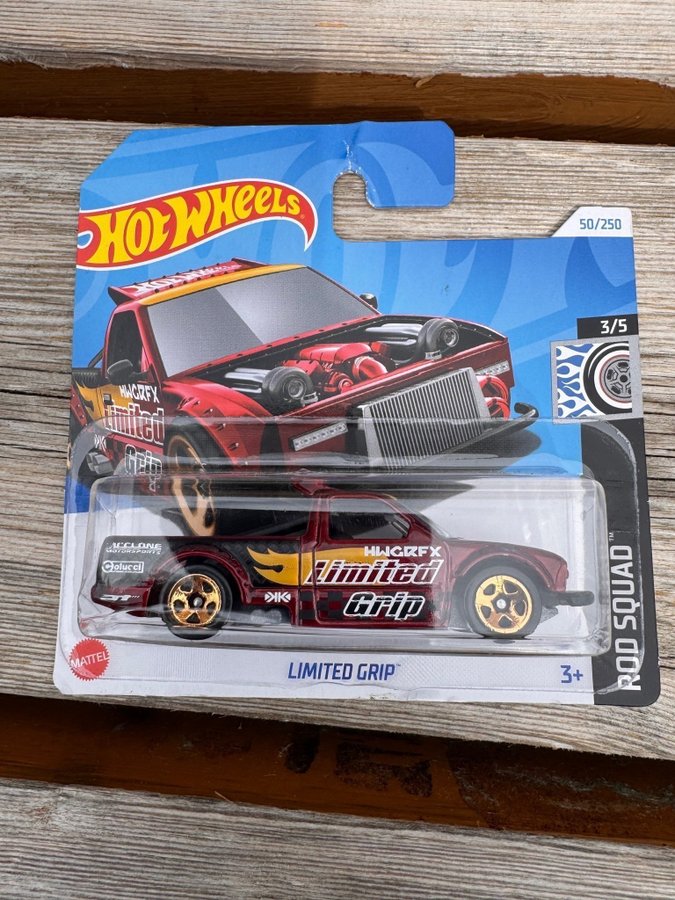 HOT WHEELS
50/250
3/5
HWGRFX
Limited
Grip
ROD SQUAD™
MOTORSPORTS
Colucci
HWGRFX
Limited
Grip
MATTEL
LIMITED GRIP™
3+